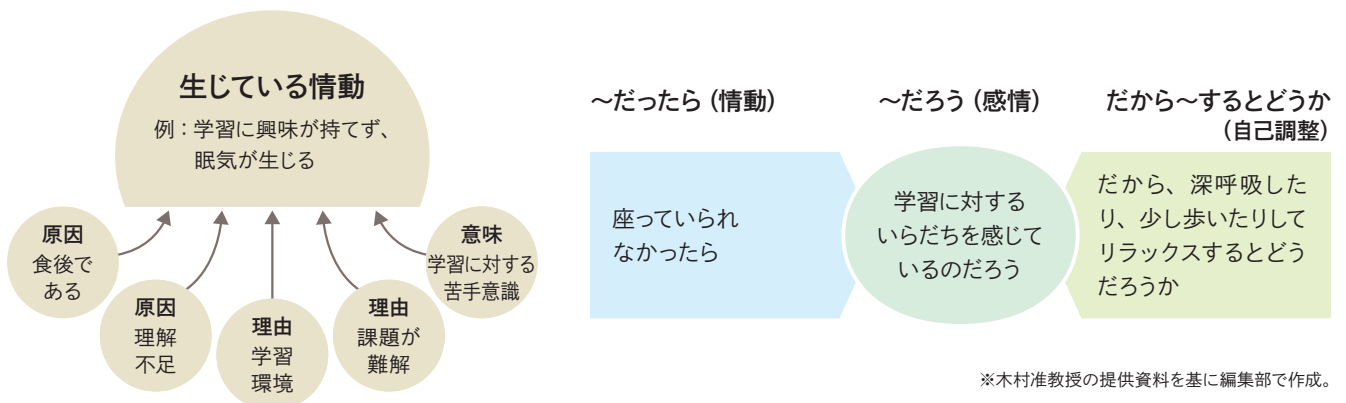 生じている情動
例：学習に興味が持てず、
眠気が生じる
原因
食後で
ある
原因
理解
不足
理由
学習
環境
理由
課題が
難解
意味
学習に対する
苦手意識
〜だったら（情動）
〜だろう（感情）
だから〜するとどうか
（自己調整）
座っていられ
なかったら
学習に対する
いらだちを感じて
いるのだろう
だから、深呼吸した
り、少し歩いたりして
リラックスするとどう
だろうか
※木村准教授の提供資料を基に編集部で作成。